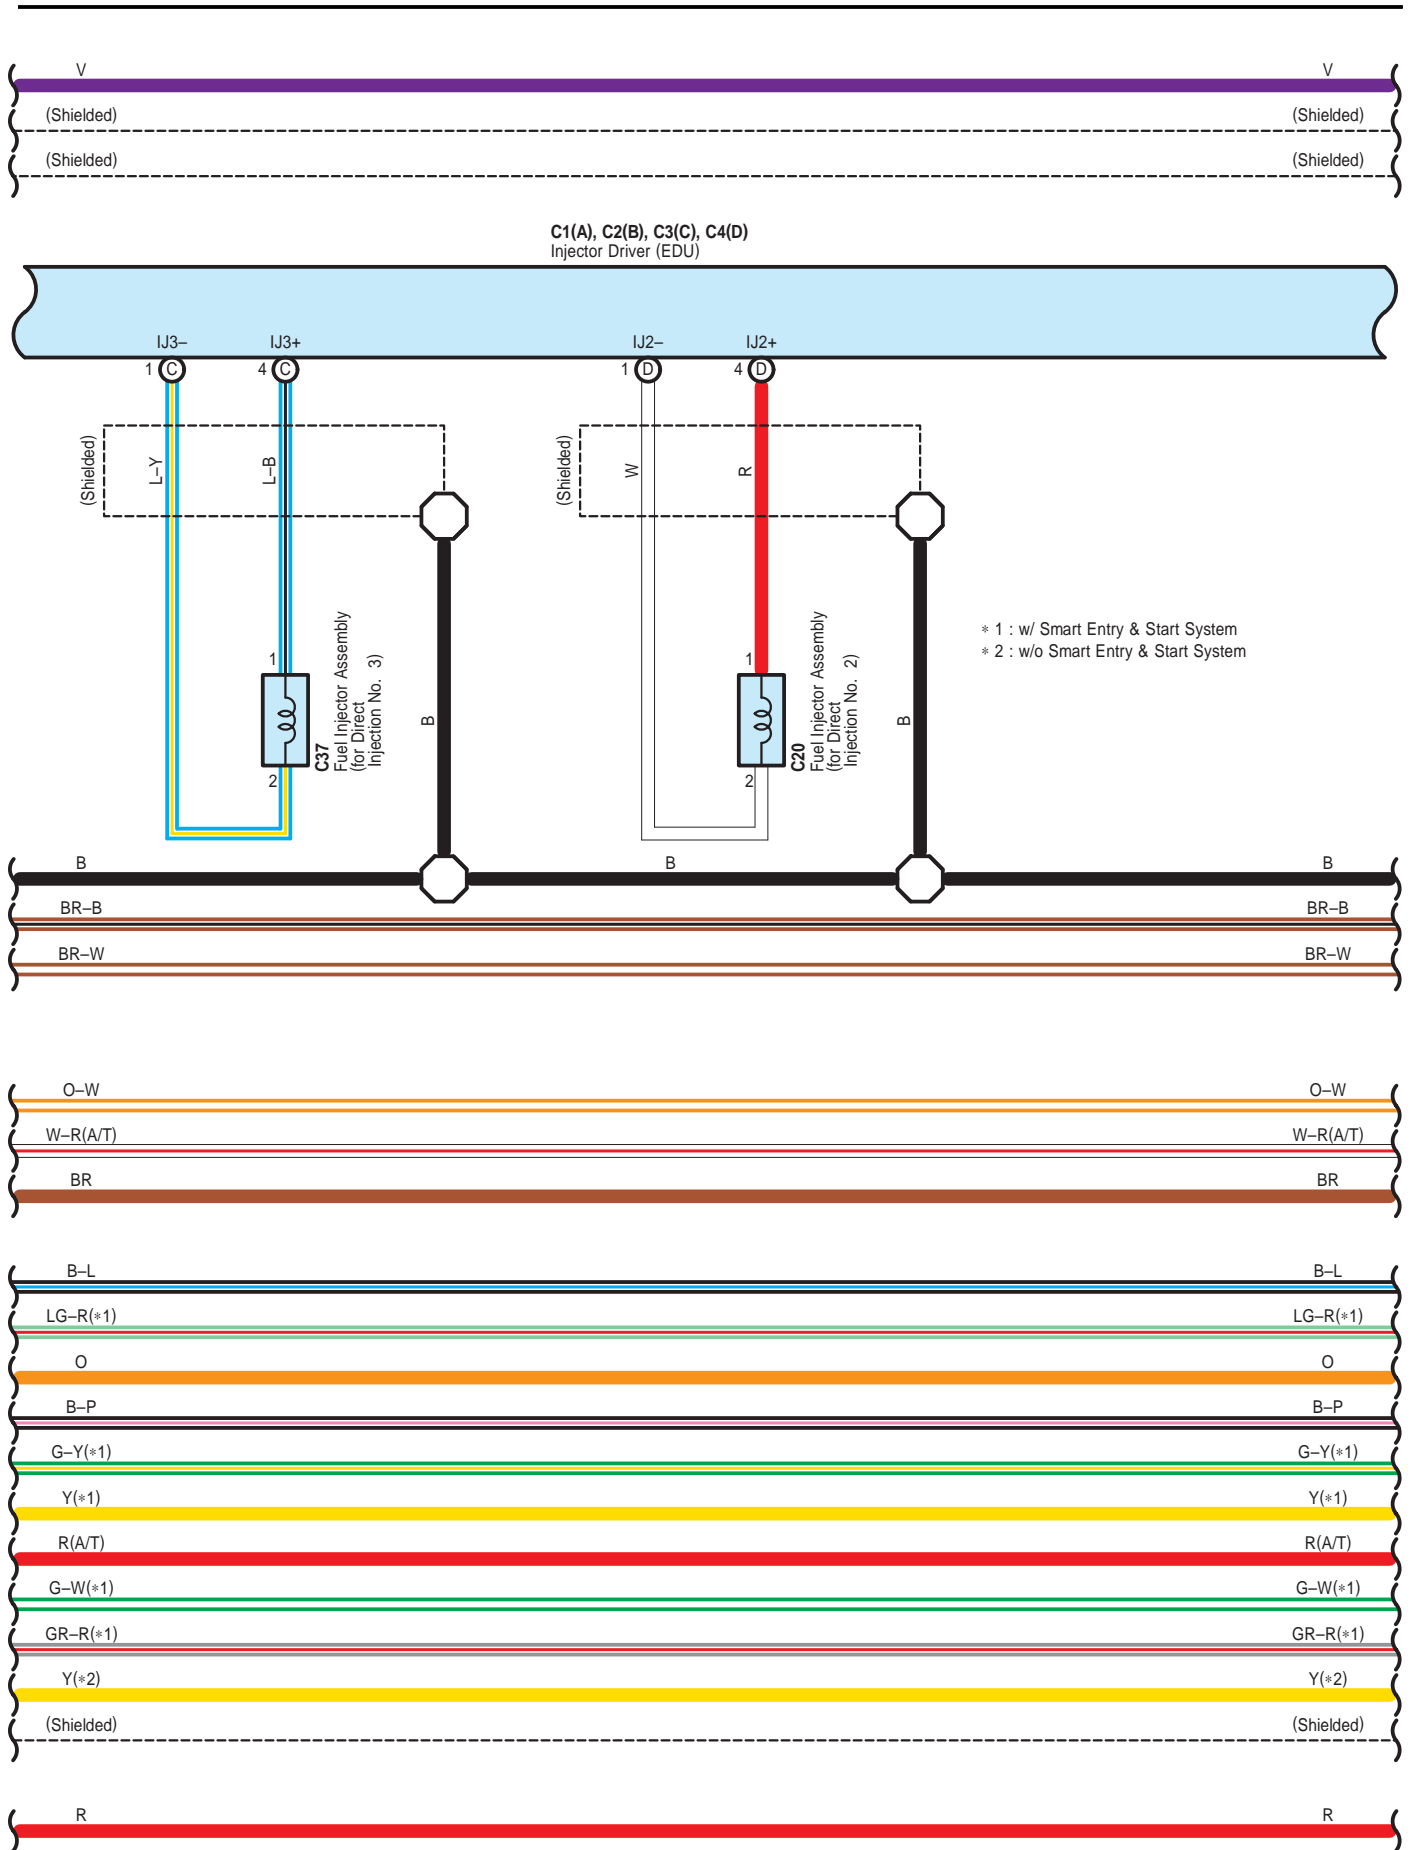 V V
(Shielded) (Shielded)
(Shielded) (Shielded)
C1(A), C2(B), C3(C), C4(D)
Injector Driver (EDU)
IJ3– IJ3+ IJ2– IJ2+
1 C 4 C 1 D 4 D
(Shielded) L–Y L–B (Shielded) W R
∗ 1 : w/ Smart Entry & Start System
∗ 2 : w/o Smart Entry & Start System
1
2
C37
Fuel Injector Assembly
(for Direct
Injection No. 3)
B
1
2
C20
Fuel Injector Assembly
(for Direct
Injection No. 2)
B
B B B
BR–B BR–B
BR–W BR–W
O–W O–W
W–R(A/T) W–R(A/T)
BR BR
B–L B–L
LG–R(∗1) LG–R(∗1)
O O
B–P B–P
G–Y(∗1) G–Y(∗1)
Y(∗1) Y(∗1)
R(A/T) R(A/T)
G–W(∗1) G–W(∗1)
GR–R(∗1) GR–R(∗1)
Y(∗2) Y(∗2)
(Shielded) (Shielded)
R R